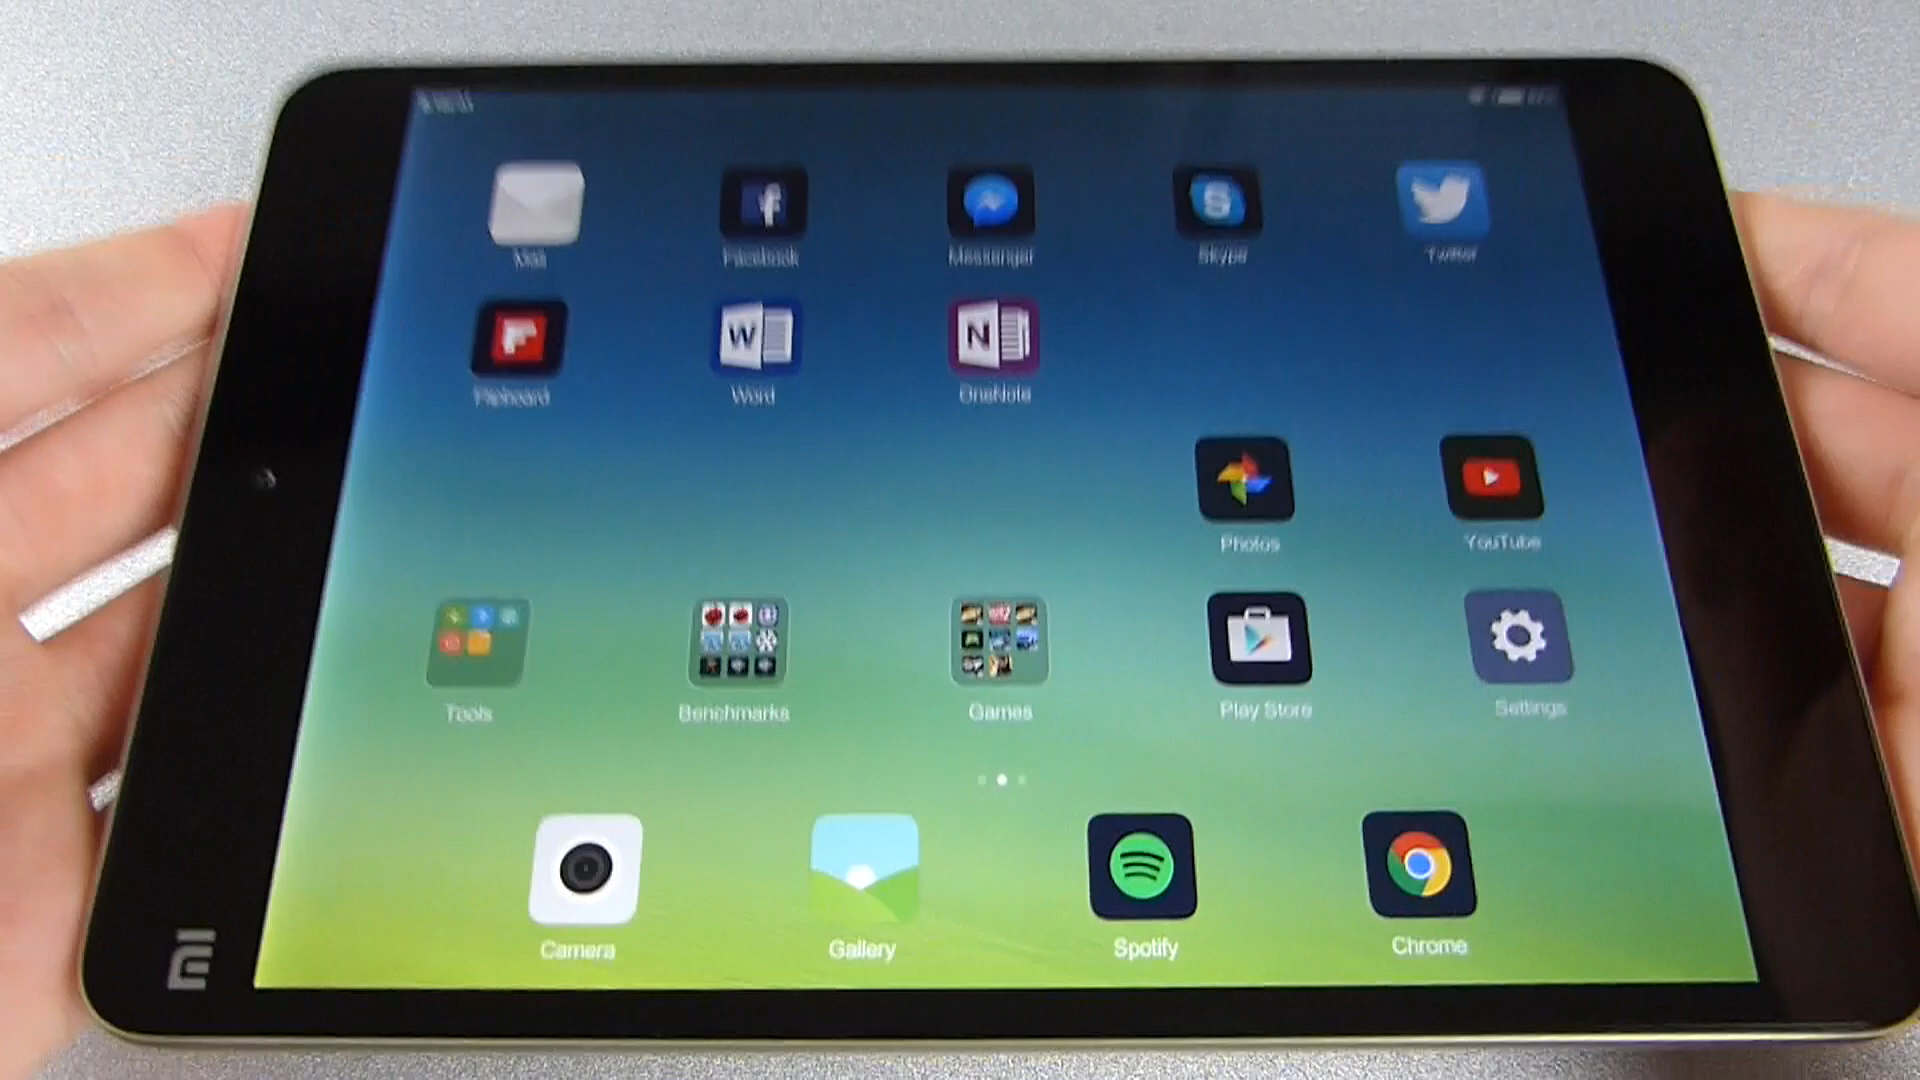 Mail
Facebook
Messenger
Skype
Twitter
Flipboard
W
Word
N
OneNote
Photos
YouTube
Tools
Benchmarks
Games
Play Store
Settings
Camera
Gallery
Spotify
Chrome
MI